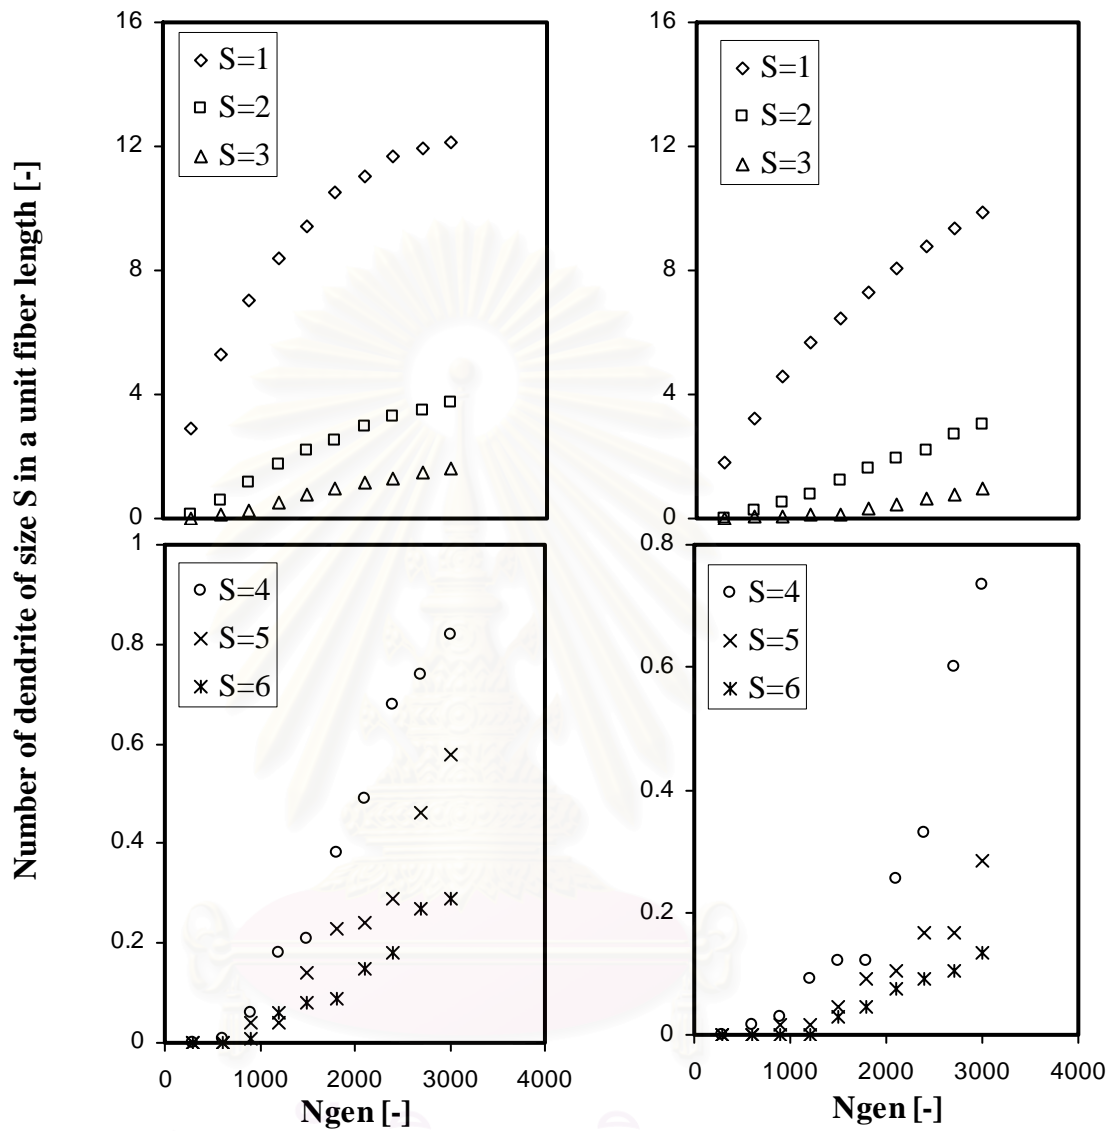 Number of dendrite of size S in a unit fiber length [-]
16
12
8
4
0
S=1
S=2
S=3
16
12
8
4
0
S=1
S=2
S=3
1
0.8
0.6
0.4
0.2
0
S=4
S=5
S=6
0 1000 2000 3000 4000
Ngen [-]
0.8
0.6
0.4
0.2
0
S=4
S=5
S=6
0 1000 2000 3000 4000
Ngen [-]